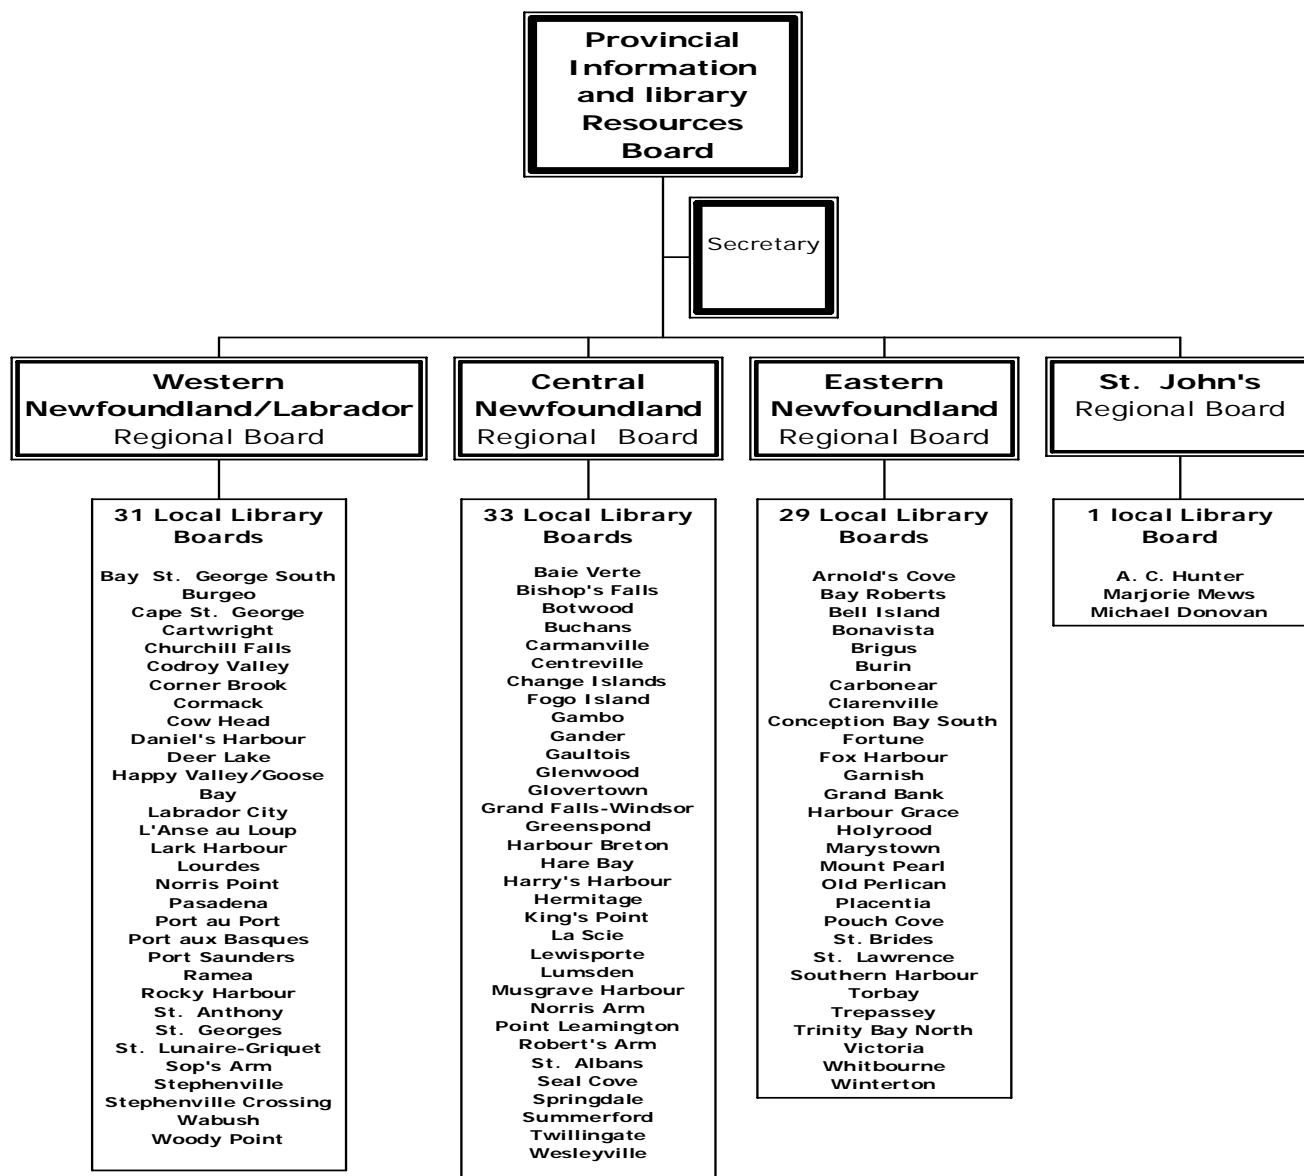 Provincial
Information
and library
Resources
Board
Secretary
Western
Newfoundland/Labrador
Regional Board
Central
Newfoundland
Regional Board
Eastern
Newfoundland
Regional Board
St. John's
Regional Board
31 Local Library
Boards
Bay St. George South
Burgeo
Cape St. George
Cartwright
Churchill Falls
Codroy Valley
Corner Brook
Cormack
Cow Head
Daniel's Harbour
Deer Lake
Happy Valley/Goose
Bay
Labrador City
L'Anse au Loup
Lark Harbour
Lourdes
Norris Point
Pasadena
Port au Port
Port aux Basques
Port Saunders
Ramea
Rocky Harbour
St. Anthony
St. Georges
St. Lunaire-Griquet
Sop's Arm
Stephenville
Stephenville Crossing
Wabush
Woody Point
33 Local Library
Boards
Baie Verte
Bishop's Falls
Botwood
Buchans
Carmanville
Centreville
Change Islands
Fogo Island
Gambo
Gander
Gaultois
Glenwood
Glovertown
Grand Falls-Windsor
Greenspond
Harbour Breton
Hare Bay
Harry's Harbour
Hermitage
King's Point
La Scie
Lewisporte
Lumsden
Musgrave Harbour
Norris Arm
Point Leamington
Robert's Arm
St. Albans
Seal Cove
Springdale
Summerford
Twillingate
Wesleyville
29 Local Library
Boards
Arnold's Cove
Bay Roberts
Bell Island
Bonavista
Brigus
Burin
Carbonear
Clarenville
Conception Bay South
Fortune
Fox Harbour
Garnish
Grand Bank
Harbour Grace
Holyrood
Marystown
Mount Pearl
Old Perlican
Placentia
Pouch Cove
St. Brides
St. Lawrence
Southern Harbour
Torbay
Trepassey
Trinity Bay North
Victoria
Whitbourne
Winterton
1 local Library
Board
A. C. Hunter
Marjorie Mews
Michael Donovan